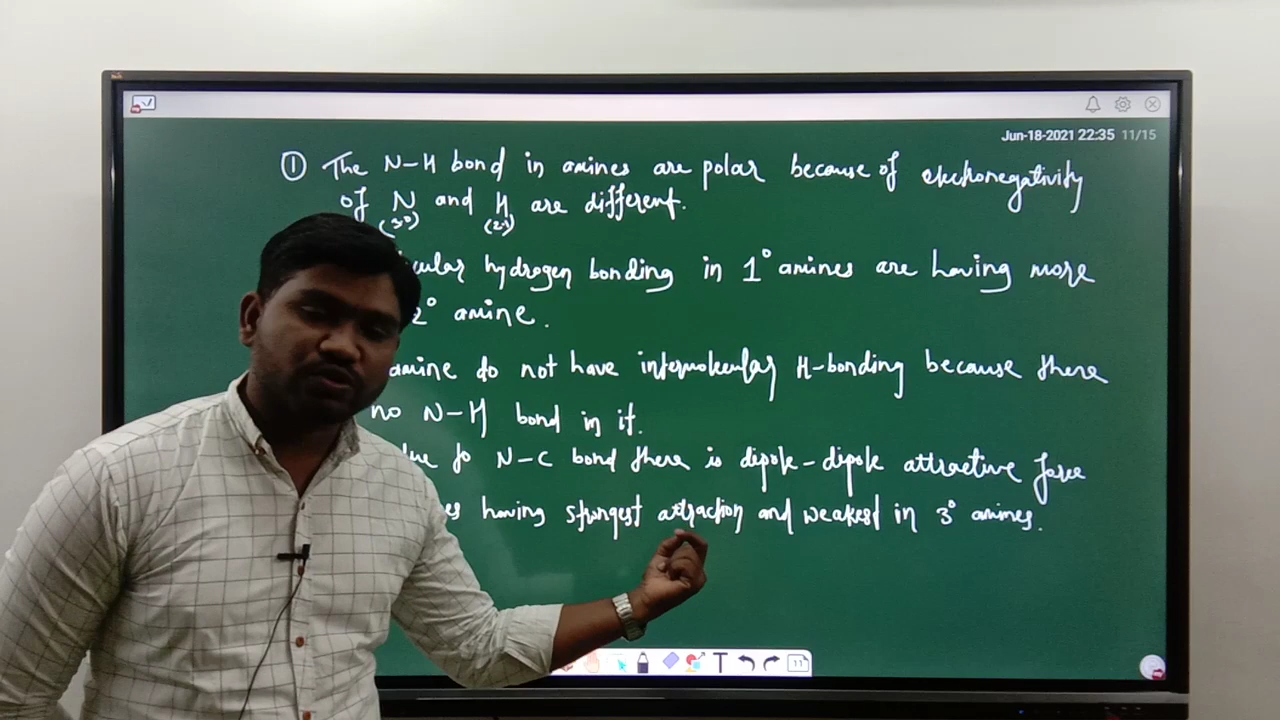 Jun-18-2021 22:35 11/15
① The N-H bond in amines are polar because of electronegativity
of N and H are different.
(3.0) (2.1)
cular hydrogen bonding in 1° amines are having more
2° amine.
amine do not have intermolecular H-bonding because there
no N-H bond in it.
due to N-C bond there is dipole-dipole attractive force
es having strongest attraction and weakest in 3° amines.
T
11